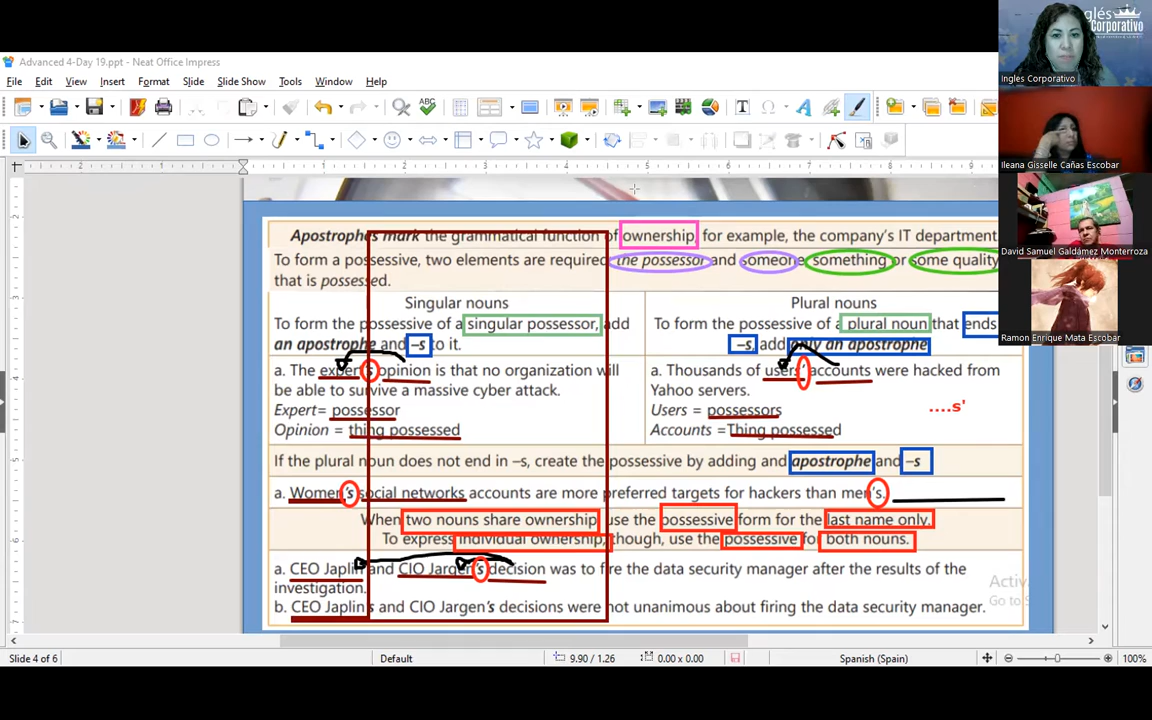 Advanced 4-Day 19.ppt - Neat Office Impress
File Edit View Insert Format Slide Slide Show Tools Window Help
Apostrophes mark the grammatical function of ownership, for example, the company's IT department
To form a possessive, two elements are required the possessor and someone something or some quality
that is possessed.
Singular nouns
To form the possessive of a singular possessor, add
an apostrophe and –s to it.
a. The expert's opinion is that no organization will
be able to survive a massive cyber attack.
Expert= possessor
Opinion = thing possessed
Plural nouns
To form the possessive of a plural noun that ends
–s, add only an apostrophe
a. Thousands of users' accounts were hacked from
Yahoo servers.
Users = possessors
Accounts =Thing possessed
....s'
If the plural noun does not end in –s, create the possessive by adding and apostrophe and –s
a. Women's social networks accounts are more preferred targets for hackers than men's.
When two nouns share ownership use the possessive form for the last name only.
To express individual ownership, though, use the possessive for both nouns.
a. CEO Japlin and CIO Jargen's decision was to fire the data security manager after the results of the
investigation.
b. CEO Japlin's and CIO Jargen's decisions were not unanimous about firing the data security manager.
Activ
Go to S
Slide 4 of 6 Default 9.90 / 1.26 0.00 x 0.00 Spanish (Spain) 100%
Inglés
Corporativo
Ingles Corporativo
Ileana Gisselle Cañas Escobar
David Samuel Galdámez Monterroza
Ramon Enrique Mata Escobar